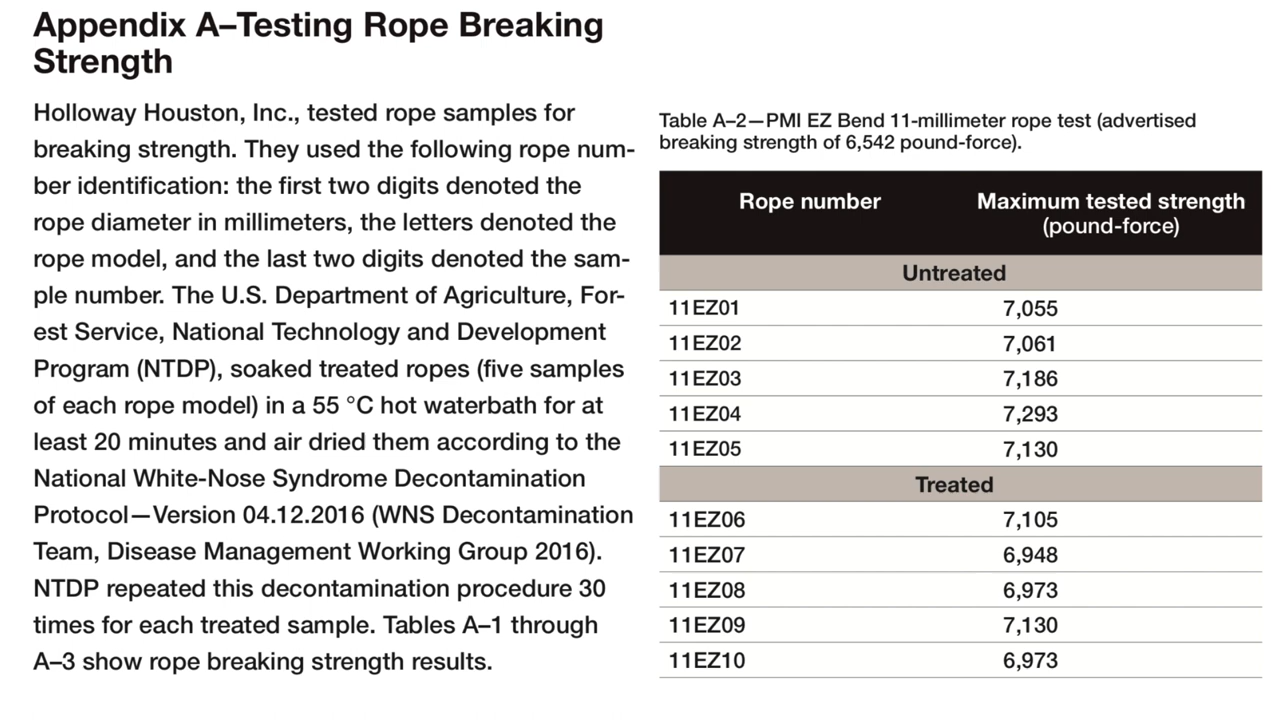 Appendix A–Testing Rope Breaking
Strength
Holloway Houston, Inc., tested rope samples for
breaking strength. They used the following rope num-
ber identification: the first two digits denoted the
rope diameter in millimeters, the letters denoted the
rope model, and the last two digits denoted the sam-
ple number. The U.S. Department of Agriculture, For-
est Service, National Technology and Development
Program (NTDP), soaked treated ropes (five samples
of each rope model) in a 55 °C hot waterbath for at
least 20 minutes and air dried them according to the
National White-Nose Syndrome Decontamination
Protocol—Version 04.12.2016 (WNS Decontamination
Team, Disease Management Working Group 2016).
NTDP repeated this decontamination procedure 30
times for each treated sample. Tables A–1 through
A–3 show rope breaking strength results.
Table A–2—PMI EZ Bend 11-millimeter rope test (advertised
breaking strength of 6,542 pound-force).
Rope number Maximum tested strength
(pound-force)
Untreated
11EZ01 7,055
11EZ02 7,061
11EZ03 7,186
11EZ04 7,293
11EZ05 7,130
Treated
11EZ06 7,105
11EZ07 6,948
11EZ08 6,973
11EZ09 7,130
11EZ10 6,973